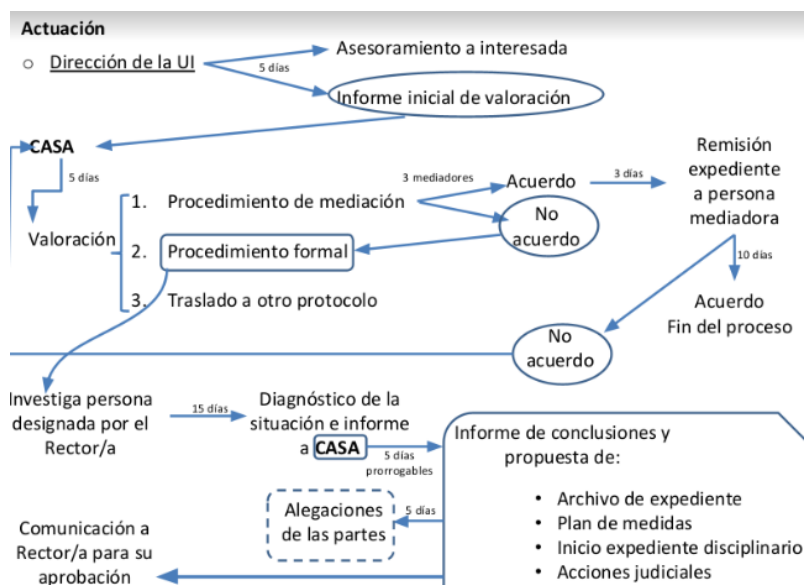 Actuación
Asesoramiento a interesada
o Dirección de la UI
5 días
Informe inicial de valoración
CASA
5 días
Remisión
expediente
a persona
mediadora
3 mediadores
Acuerdo
3 días
1. Procedimiento de mediación
No
acuerdo
Valoración
2. Procedimiento formal
10 días
3. Traslado a otro protocolo
Acuerdo
Fin del proceso
No
acuerdo
Investiga persona
designada por el
Rector/a
15 días
Diagnóstico de la
situación e informe
a CASA
5 días
prorrogables
Informe de conclusiones y
propuesta de:
• Archivo de expediente
• Plan de medidas
• Inicio expediente disciplinario
• Acciones judiciales
Alegaciones
de las partes
5 días
Comunicación a
Rector/a para su
aprobación